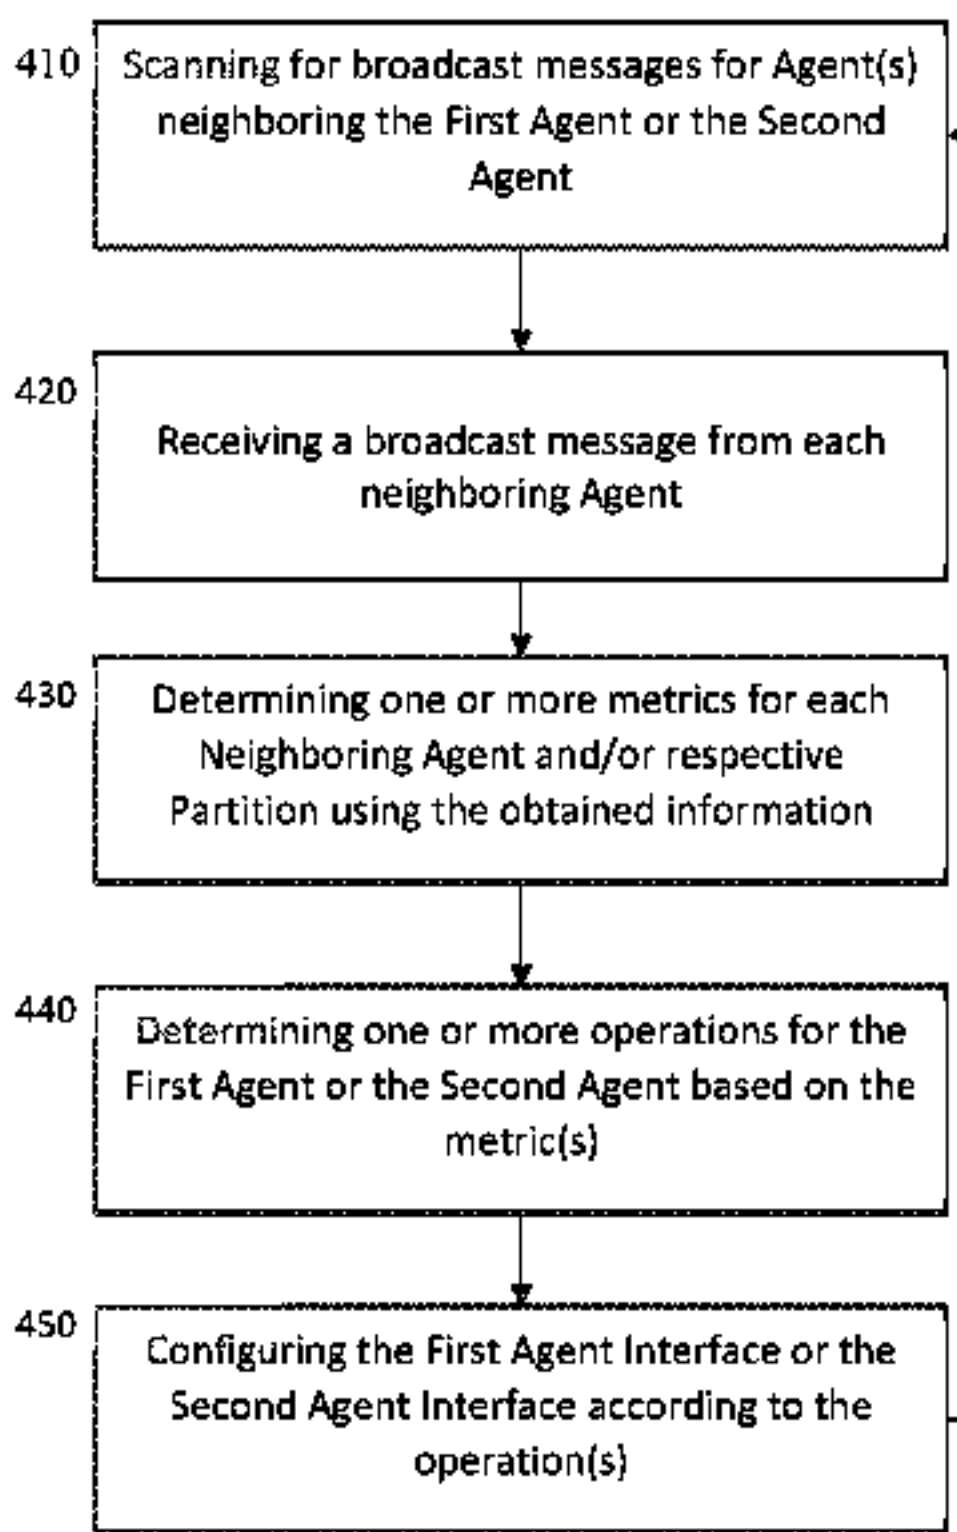 410
Scanning for broadcast messages for Agent(s)
neighboring the First Agent or the Second
Agent
420
Receiving a broadcast message from each
neighboring Agent
430
Determining one or more metrics for each
Neighboring Agent and/or respective
Partition using the obtained information
440
Determining one or more operations for the
First Agent or the Second Agent based on the
metric(s)
450
Configuring the First Agent Interface or the
Second Agent Interface according to the
operation(s)